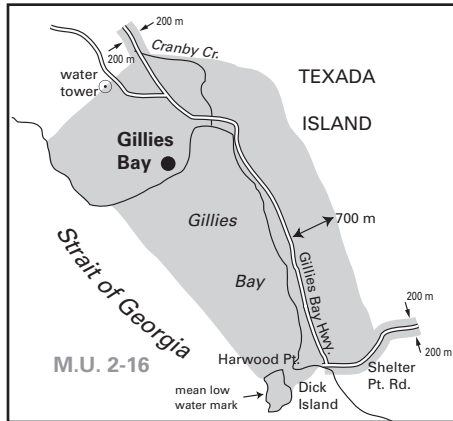 200 m
Cranby Cr.
200 m
water
tower
TEXADA
ISLAND
Gillies
Bay
Gillies
Bay
700 m
Gillies Bay Hwy.
Strait of Georgia
M.U. 2-16
Harwood Pt.
200 m
200 m
Shelter
Pt. Rd.
mean low
water mark
Dick
Island